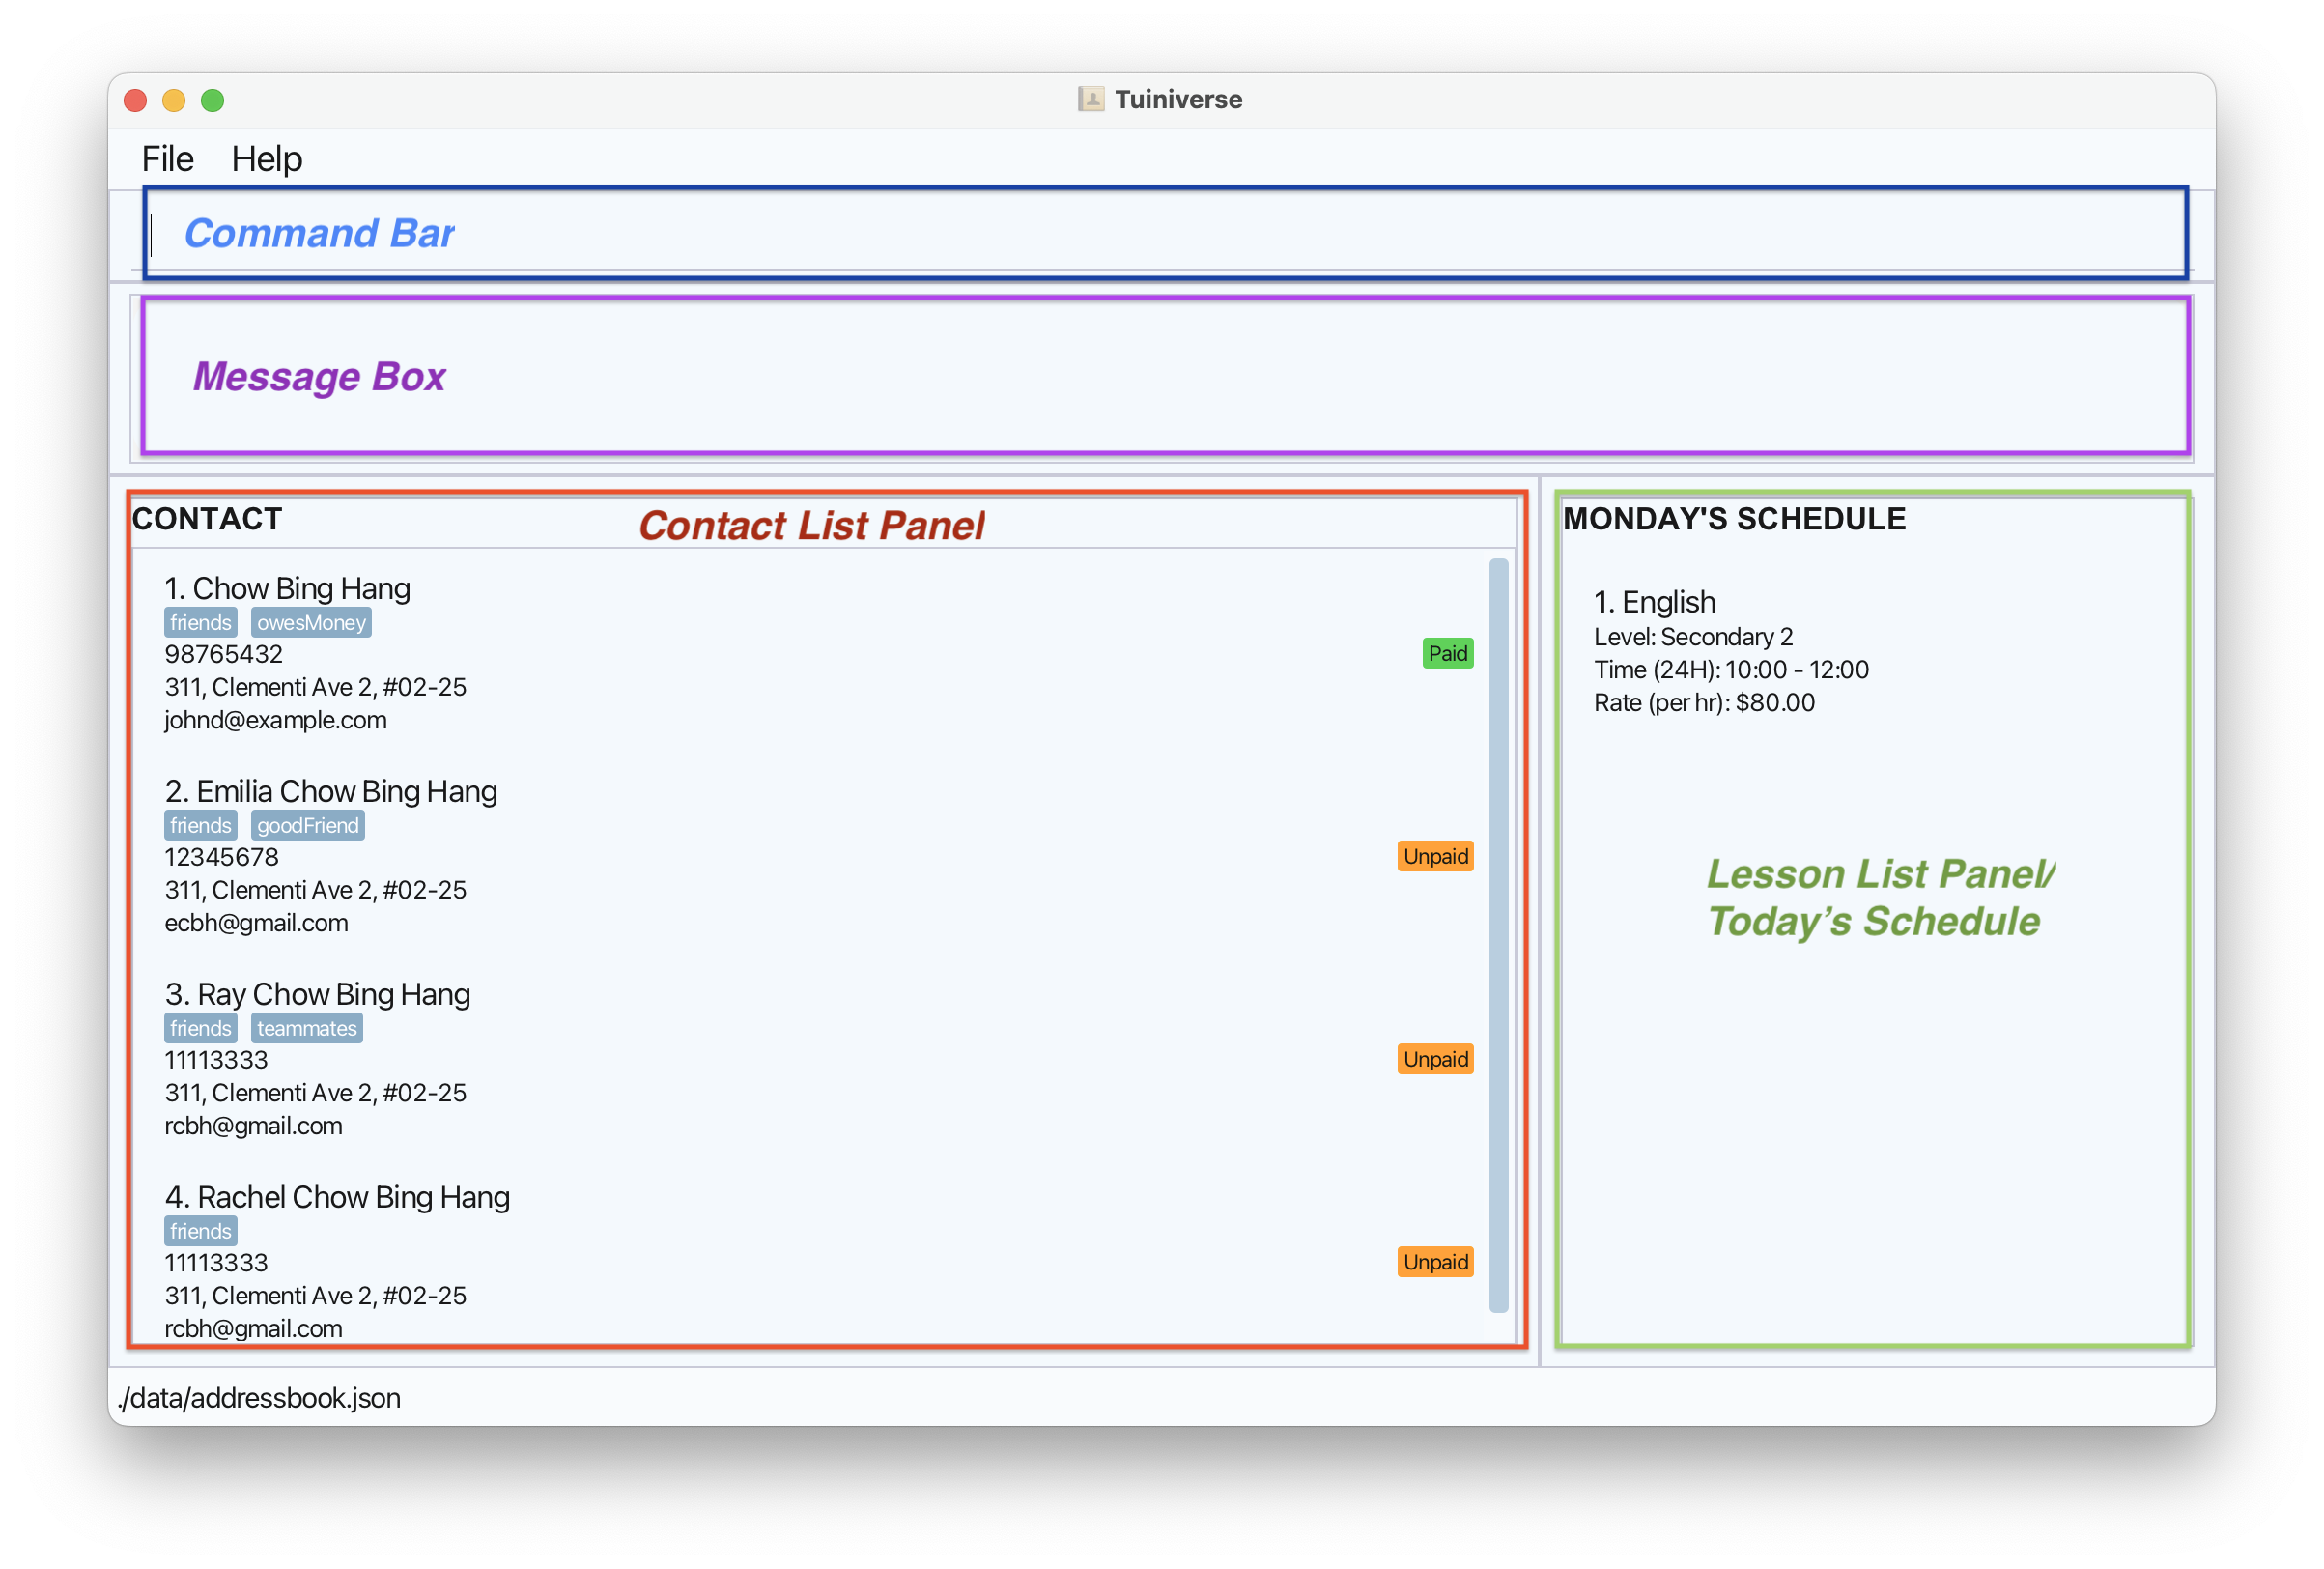 Tuiniverse
File Help
Command Bar
Message Box
CONTACT
Contact List Panel
1. Chow Bing Hang
friends owesMoney
98765432
Paid
311, Clementi Ave 2, #02-25
johnd@example.com
2. Emilia Chow Bing Hang
friends goodFriend
12345678
Unpaid
311, Clementi Ave 2, #02-25
ecbh@gmail.com
3. Ray Chow Bing Hang
friends teammates
11113333
Unpaid
311, Clementi Ave 2, #02-25
rcbh@gmail.com
4. Rachel Chow Bing Hang
friends
11113333
Unpaid
311, Clementi Ave 2, #02-25
rcbh@gmail.com
MONDAY'S SCHEDULE
1. English
Level: Secondary 2
Time (24H): 10:00 - 12:00
Rate (per hr): $80.00
Lesson List Panel/
Today’s Schedule
./data/addressbook.json